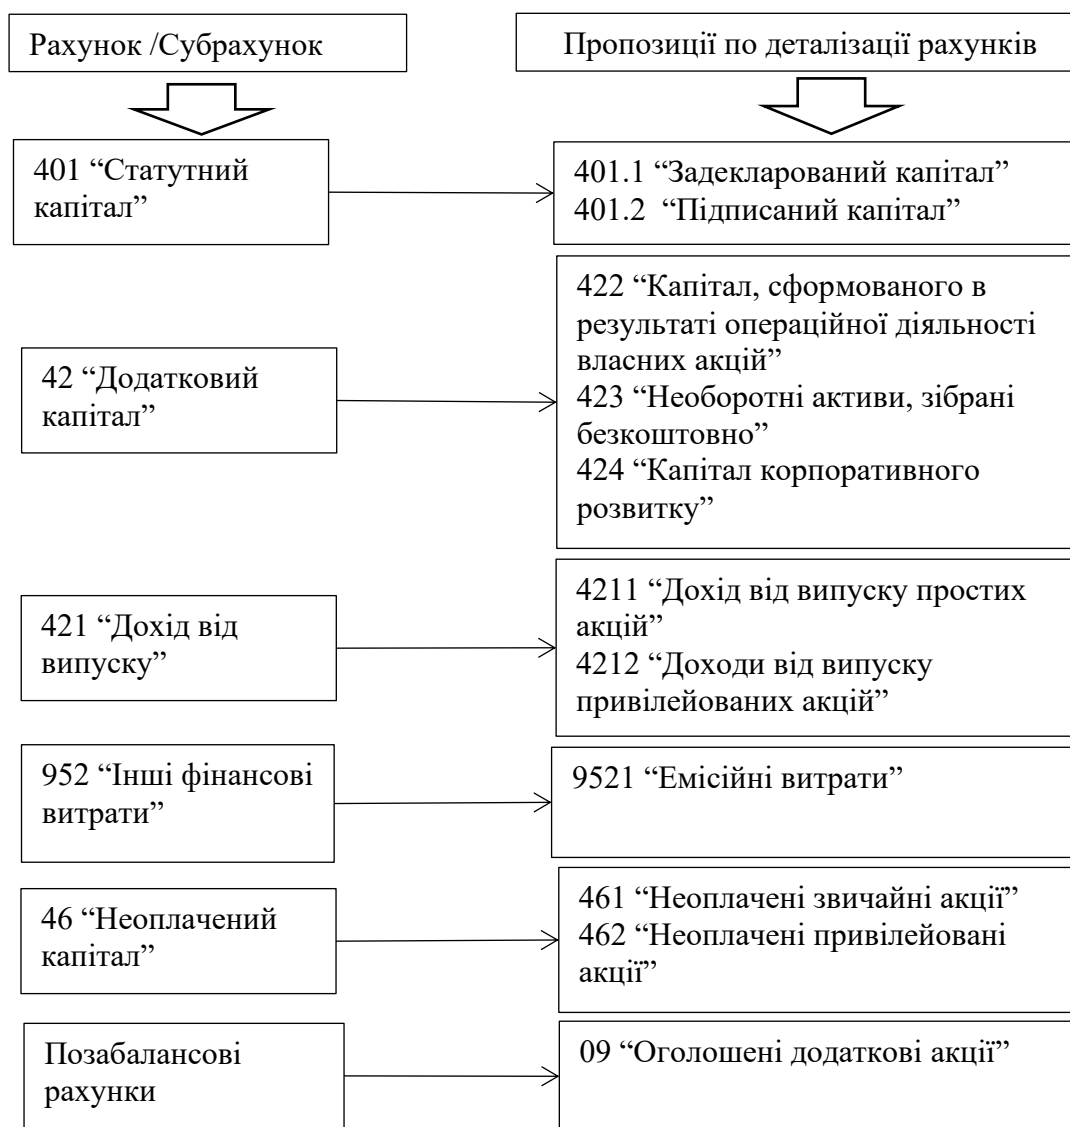 Рахунок /Субрахунок
Пропозиції по деталізації рахунків
401 “Статутний
капітал”
401.1 “Задекларований капітал”
401.2 “Підписаний капітал”
42 “Додатковий
капітал”
422 “Капітал, сформованого в
результаті операційної діяльності
власних акцій”
423 “Необоротні активи, зібрані
безкоштовно”
424 “Капітал корпоративного
розвитку”
421 “Дохід від
випуску”
4211 “Дохід від випуску простих
акцій”
4212 “Доходи від випуску
привілейованих акцій”
952 “Інші фінансові
витрати”
9521 “Емісійні витрати”
46 “Неоплачений
капітал”
461 “Неоплачені звичайні акції”
462 “Неоплачені привілейовані
акції”
Позабалансові
рахунки
09 “Оголошені додаткові акції”